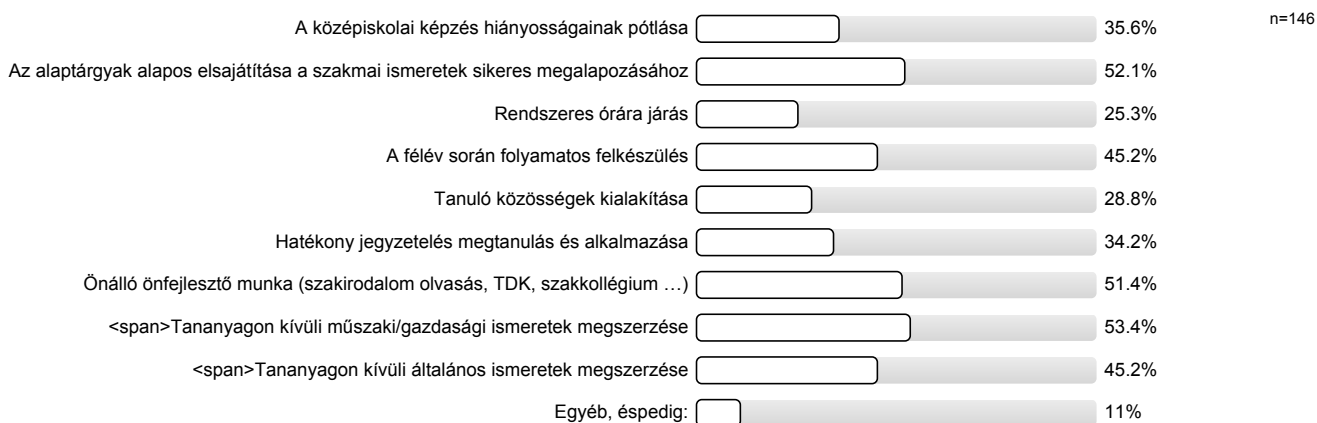 n=146
A középiskolai képzés hiányosságainak pótlása 35.6%
Az alaptárgyak alapos elsajátítása a szakmai ismeretek sikeres megalapozásához 52.1%
Rendszeres órára járás 25.3%
A félév során folyamatos felkészülés 45.2%
Tanuló közösségek kialakítása 28.8%
Hatékony jegyzetelés megtanulás és alkalmazása 34.2%
Önálló önfejlesztő munka (szakirodalom olvasás, TDK, szakkollégium …) 51.4%
<span>Tananyagon kívüli műszaki/gazdasági ismeretek megszerzése 53.4%
<span>Tananyagon kívüli általános ismeretek megszerzése 45.2%
Egyéb, éspedig: 11%